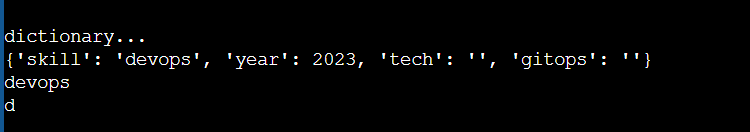 dictionary...
{'skill': 'devops', 'year': 2023, 'tech': '', 'gitops': ''}
devops
d